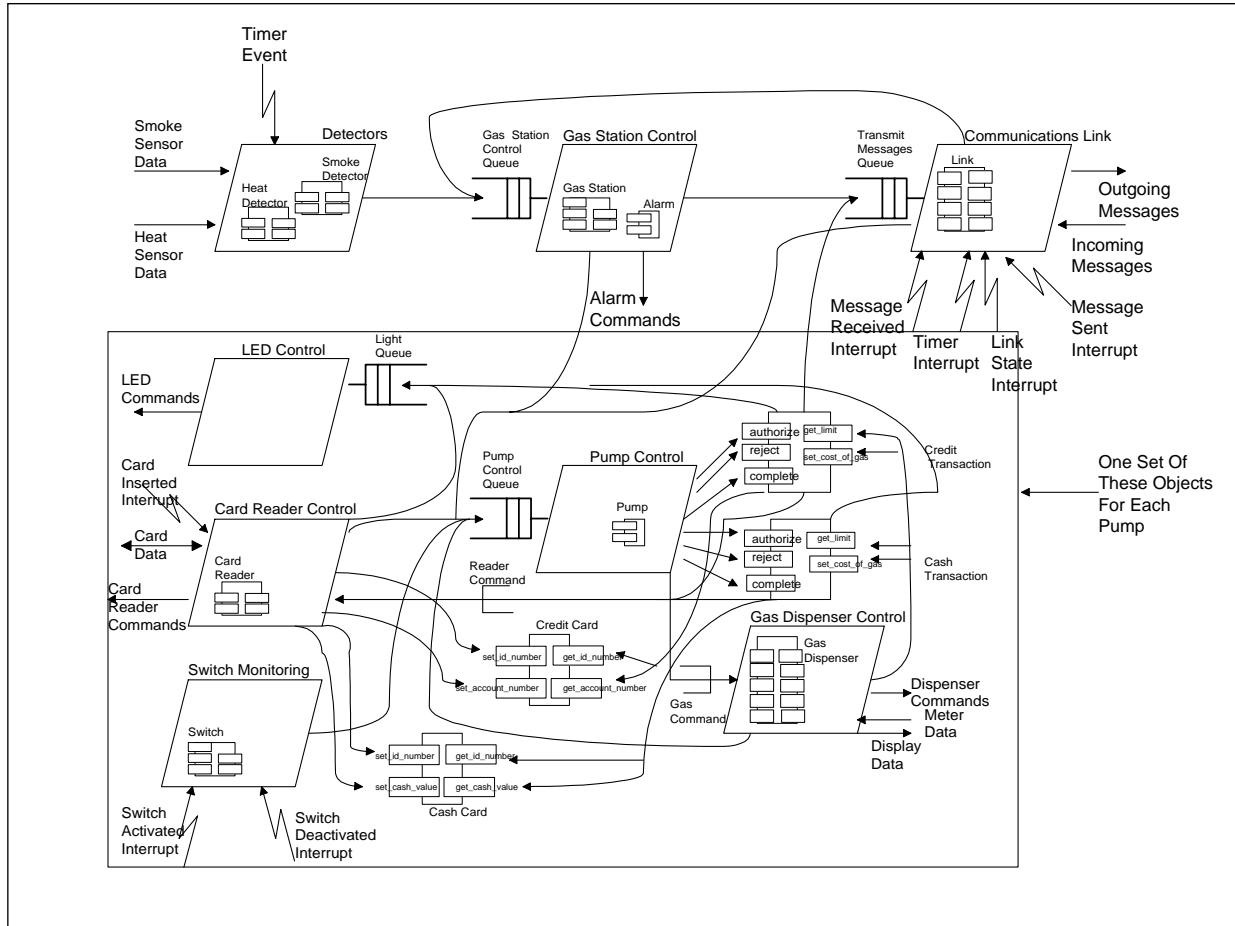 Timer
Event
Smoke
Sensor
Data
Detectors
Smoke
Detector
Heat
Detector
Heat
Sensor
Data
Gas Station
Control
Queue
Gas Station Control
Gas Station
Alarm
Alarm
Commands
Transmit
Messages
Queue
Communications Link
Link
Outgoing
Messages
Incoming
Messages
Message
Received
Interrupt
Timer
Interrupt
Link
State
Interrupt
Message
Sent
Interrupt
LED Control
Light
Queue
LED
Commands
Card
Inserted
Interrupt
Card Reader Control
Card
Data
Card
Reader
Card
Reader
Commands
Pump
Control
Queue
Pump Control
Pump
authorize
reject
complete
get_limit
set_cost_of_gas
Credit
Transaction
One Set Of
These Objects
For Each
Pump
authorize
reject
complete
get_limit
set_cost_of_gas
Cash
Transaction
Reader
Command
Credit Card
set_id_number
get_id_number
set_account_number
get_account_number
Gas
Command
Gas Dispenser Control
Gas
Dispenser
Dispenser
Commands
Meter
Data
Display
Data
Switch Monitoring
Switch
set_id_number
get_id_number
set_cash_value
get_cash_value
Cash Card
Switch
Activated
Interrupt
Switch
Deactivated
Interrupt